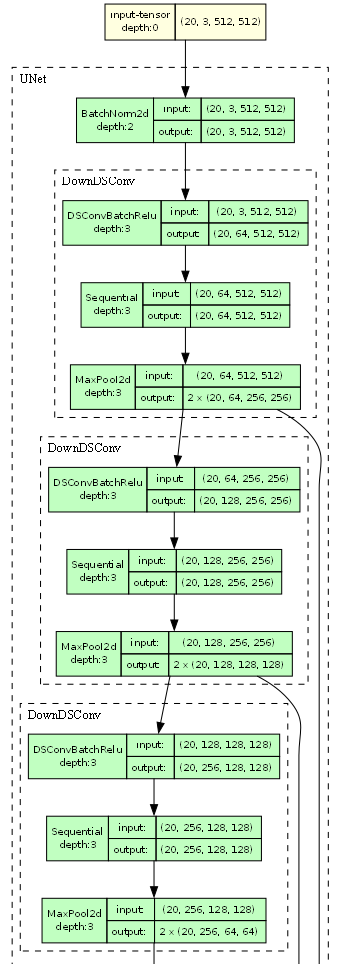 input-tensor
depth:0
(20, 3, 512, 512)
UNet
BatchNorm2d
depth:2
input:
(20, 3, 512, 512)
output:
(20, 3, 512, 512)
DownDSConv
DSConvBatchRelu
depth:3
input:
(20, 3, 512, 512)
output:
(20, 64, 512, 512)
Sequential
depth:3
input:
(20, 64, 512, 512)
output:
(20, 64, 512, 512)
MaxPool2d
depth:3
input:
(20, 64, 512, 512)
output:
2 x (20, 64, 256, 256)
DownDSConv
DSConvBatchRelu
depth:3
input:
(20, 64, 256, 256)
output:
(20, 128, 256, 256)
Sequential
depth:3
input:
(20, 128, 256, 256)
output:
(20, 128, 256, 256)
MaxPool2d
depth:3
input:
(20, 128, 256, 256)
output:
2 x (20, 128, 128, 128)
DownDSConv
DSConvBatchRelu
depth:3
input:
(20, 128, 128, 128)
output:
(20, 256, 128, 128)
Sequential
depth:3
input:
(20, 256, 128, 128)
output:
(20, 256, 128, 128)
MaxPool2d
depth:3
input:
(20, 256, 128, 128)
output:
2 x (20, 256, 64, 64)